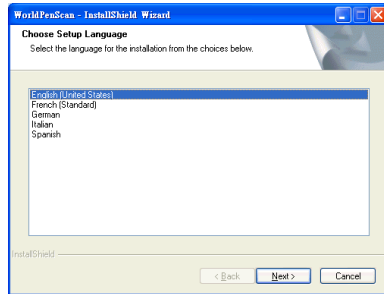 WorldPenScan - InstallShield Wizard
Choose Setup Language
Select the language for the installation from the choices below.
English (United States)
French (Standard)
German
Italian
Spanish
InstallShield
< Back
Next >
Cancel